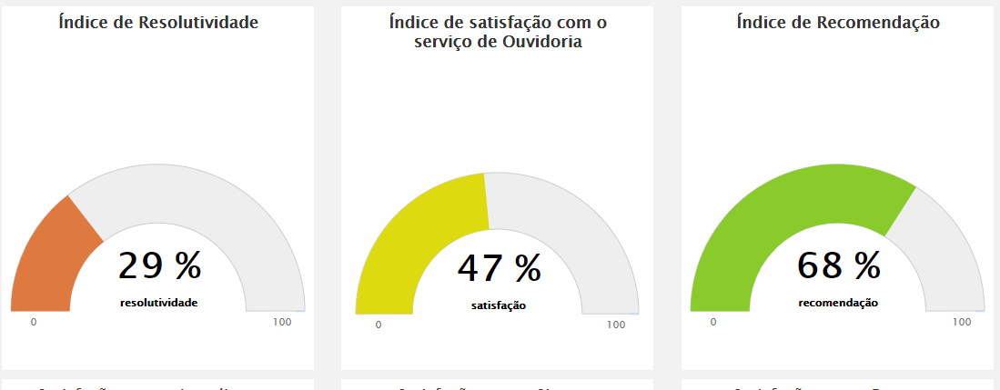 Índice de Resolutividade
29 %
resolutividade
0
100
Índice de satisfação com o
serviço de Ouvidoria
47 %
satisfação
0
100
Índice de Recomendação
68 %
recomendação
0
100